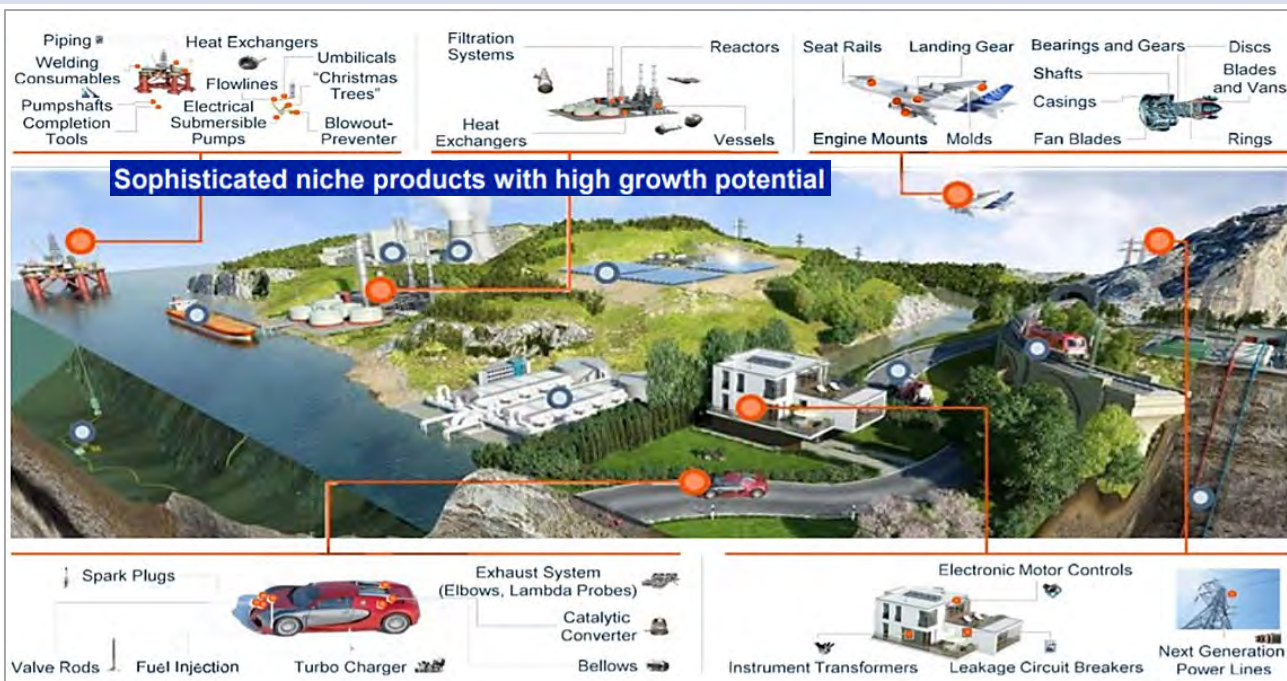 Piping
Heat Exchangers
Umbilicals
Welding
Consumables
Flowlines
"Christmas
Trees"
Pumpshafts
Completion
Tools
Electrical
Submersible
Pumps
Blowout-
Preventer
Filtration
Systems
Reactors
Heat
Exchangers
Vessels
Seat Rails
Landing Gear
Engine Mounts
Molds
Bearings and Gears
Discs
Shafts
Blades
and Vans
Casings
Fan Blades
Rings
Sophisticated niche products with high growth potential
Spark Plugs
Exhaust System
(Elbows, Lambda Probes)
Catalytic
Converter
Valve Rods
Fuel Injection
Turbo Charger
Bellows
Electronic Motor Controls
Instrument Transformers
Leakage Circuit Breakers
Next Generation
Power Lines